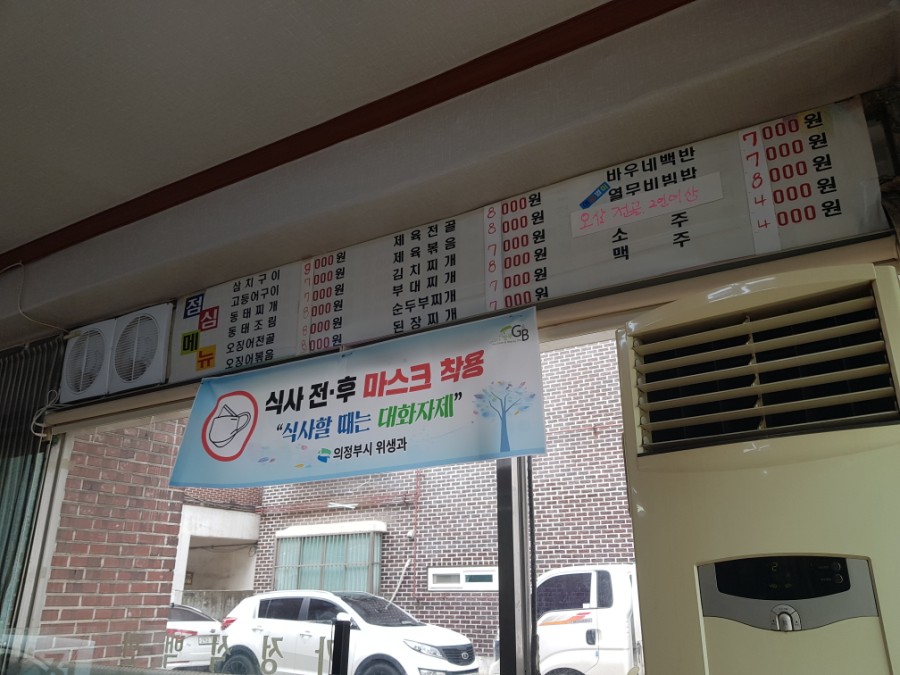 점심
메뉴
삼치구이 9000원
고등어구이 7000원
동태찌개 7000원
동태조림 8000원
오징어전골 8000원
오징어볶음 8000원
제육전골 8000원
제육볶음 8000원
김치찌개 7000원
부대찌개 8000원
순두부찌개 7000원
된장찌개 7000원
바우네백반 7000원
열무비빔밥 7000원
오삼전골 2인이상 8000원
소주 4000원
맥주 4000원
GB
식사 전·후 마스크 착용
"식사할 때는 대화자제"
의정부시 위생과